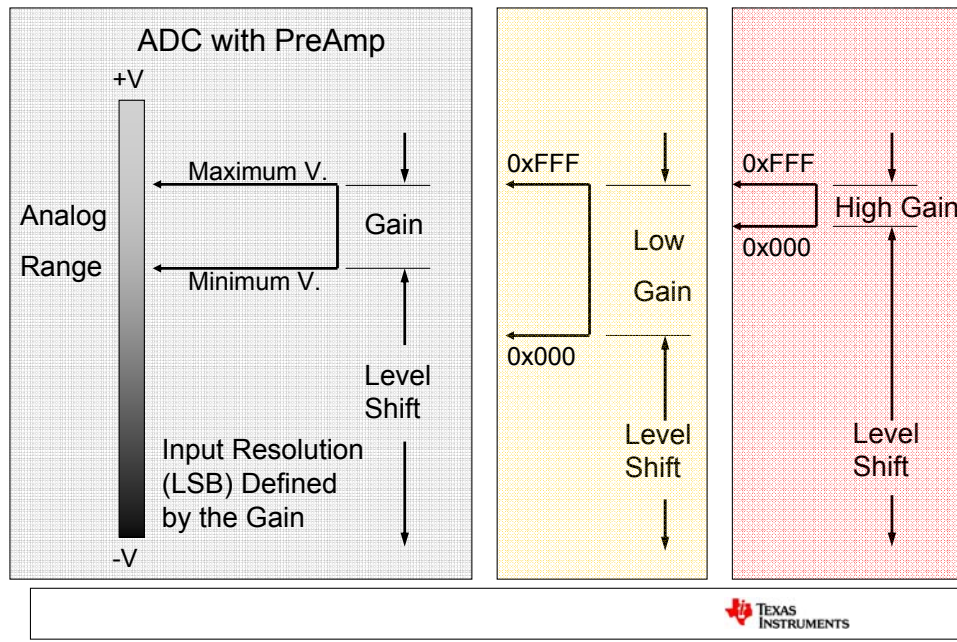 ADC with PreAmp
+V
Maximum V.
Analog
Range
Gain
Minimum V.
Level
Shift
Input Resolution
(LSB) Defined
by the Gain
-V
0xFFF
Low
Gain
0x000
Level
Shift
0xFFF
High Gain
0x000
Level
Shift
TEXAS
INSTRUMENTS